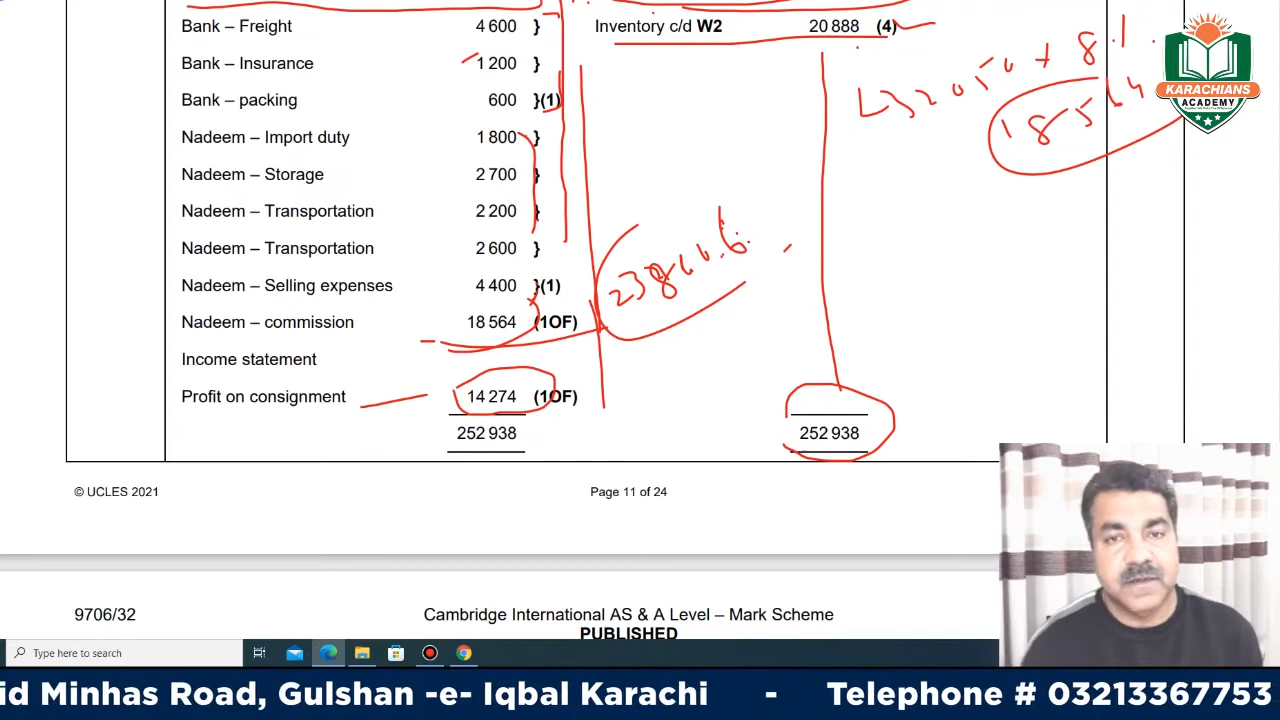 Bank – Freight 4 600 } Inventory c/d W2 20 888 (4)
Bank – Insurance 1 200 }
Bank – packing 600 }(1)
Nadeem – Import duty 1 800 }
Nadeem – Storage 2 700 }
Nadeem – Transportation 2 200 }
Nadeem – Transportation 2 600 }
Nadeem – Selling expenses 4 400 }(1)
Nadeem – commission 18 564 (1OF)
Income statement
Profit on consignment 14 274 (1OF)
252 938 252 938
18564
KARACHIANS
ACADEMY
© UCLES 2021 Page 11 of 24
9706/32 Cambridge International AS & A Level – Mark Scheme
PUBLISHED
Type here to search
id Minhas Road, Gulshan -e- Iqbal Karachi - Telephone # 03213367753